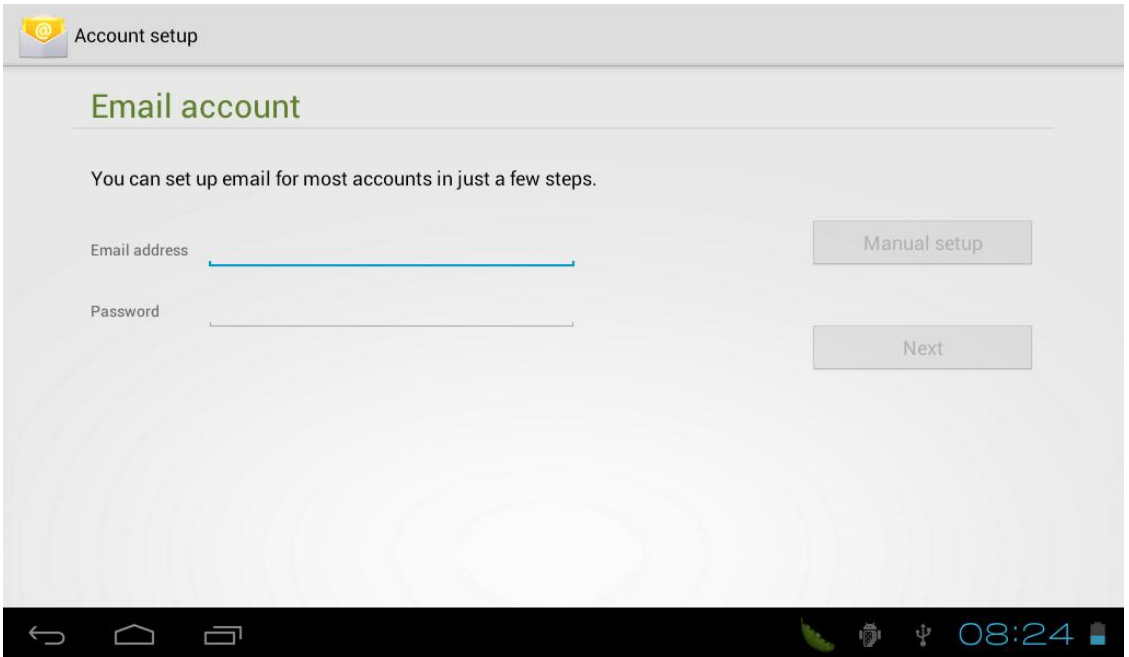 Account setup
Email account
You can set up email for most accounts in just a few steps.
Email address
Manual setup
Password
Next
08:24